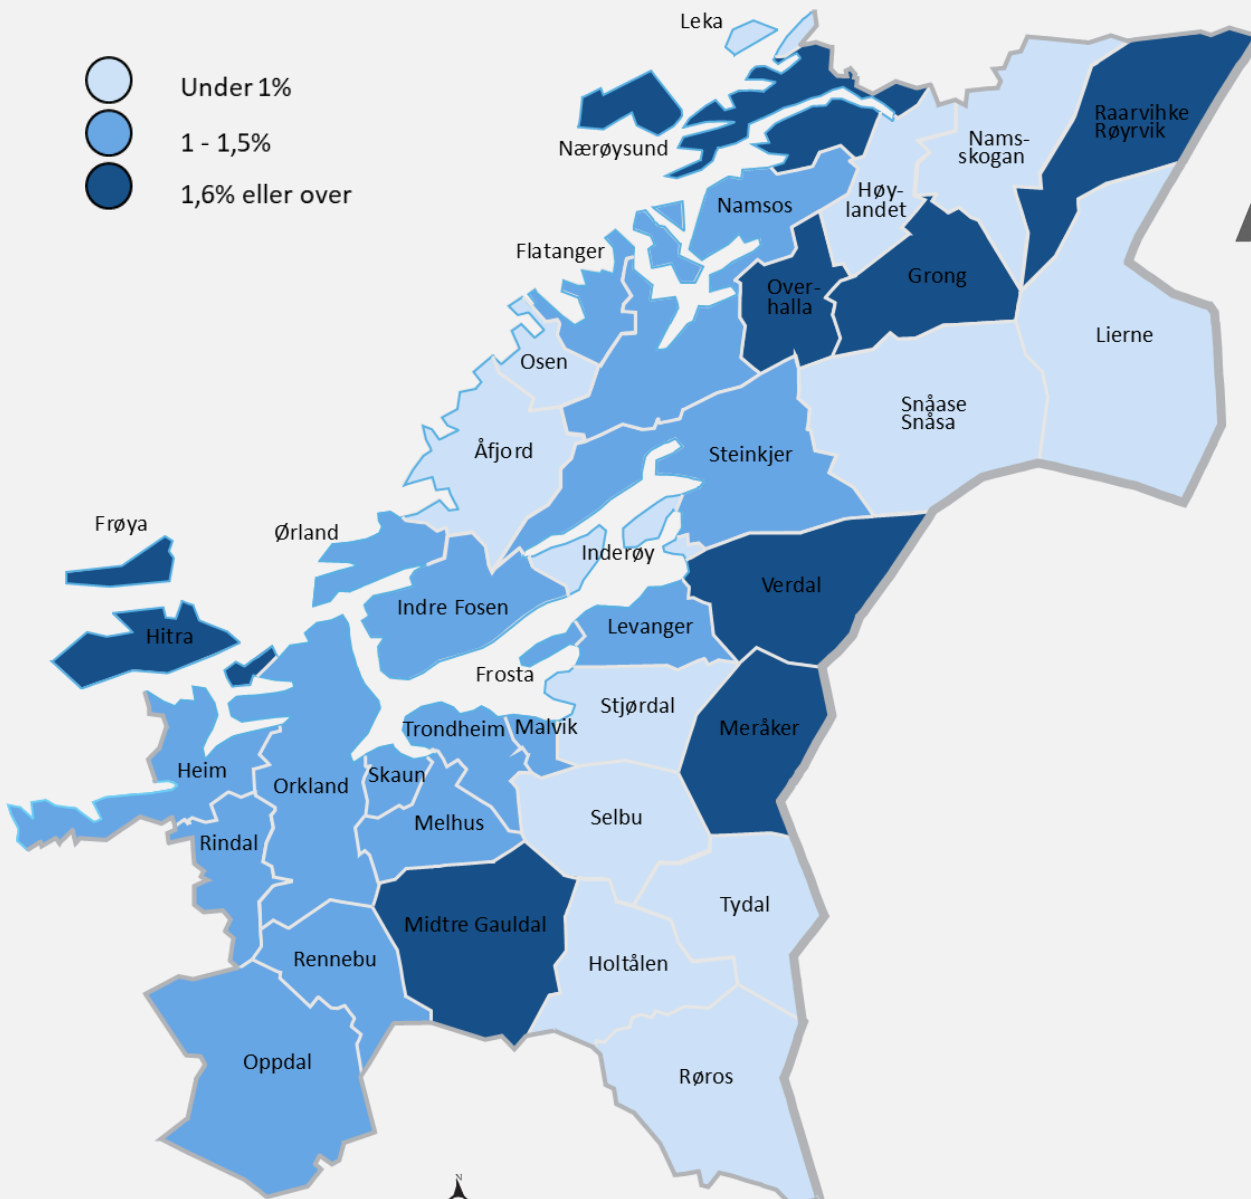 Leka
Under 1%
1 - 1,5%
1,6% eller over
Raarvihke
Røyrvik
Nams-
skogan
Nærøysund
Høy-
landet
Namsos
Flatanger
Over-
halla
Grong
Lierne
Osen
Snåase
Snåsa
Åfjord
Steinkjer
Frøya
Ørland
Inderøy
Verdal
Indre Fosen
Hitra
Levanger
Frosta
Stjørdal
Trondheim
Malvik
Meråker
Heim
Skaun
Orkland
Selbu
Melhus
Rindal
Tydal
Midtre Gauldal
Rennebu
Holtålen
Oppdal
Røros
N